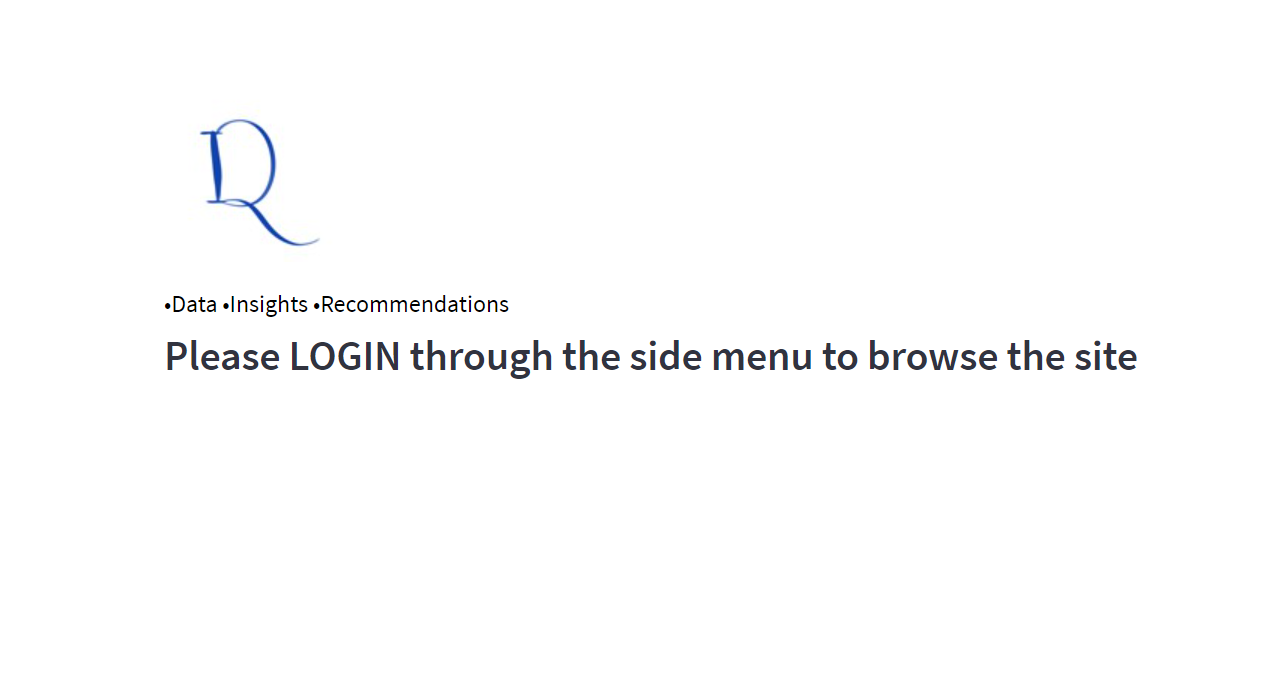 •Data •Insights •Recommendations
Please LOGIN through the side menu to browse the site